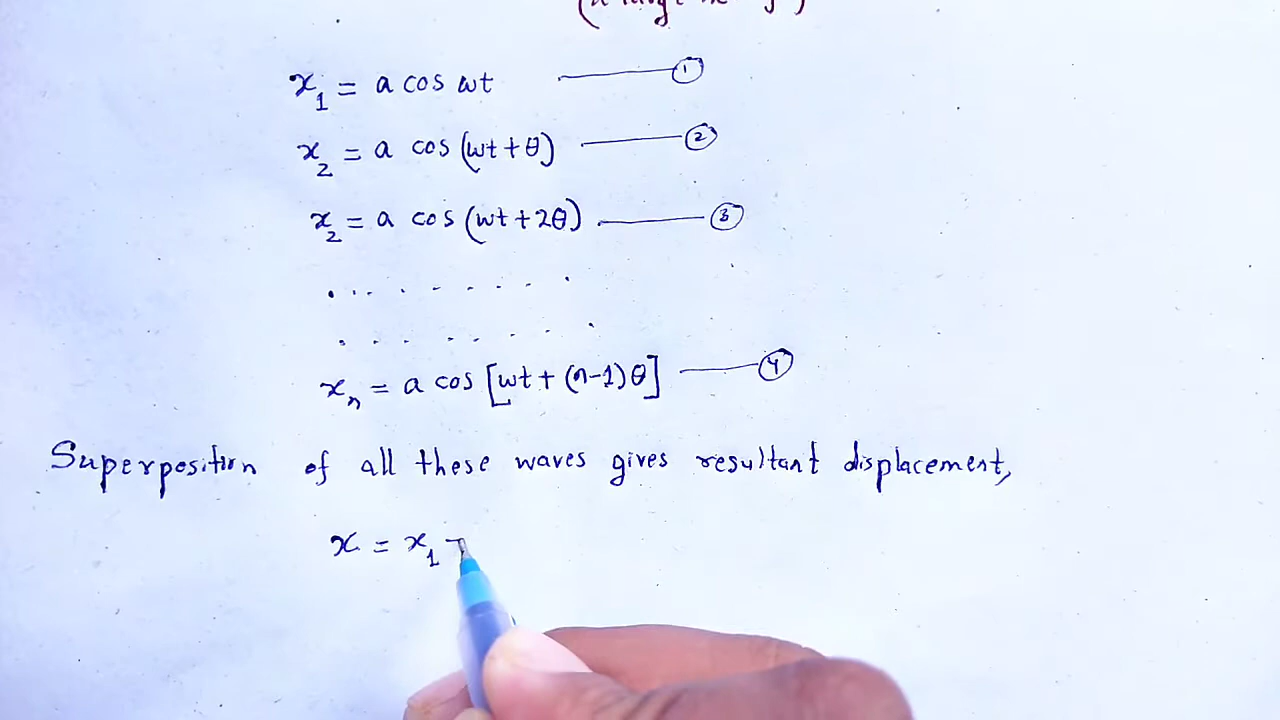 x₁ = a cos ωt ——— ①
x₂ = a cos (ωt + θ) ——— ②
x₂ = a cos (ωt + 2θ) ——— ③
. . . . . . . .
. . . . . . . .
xₙ = a cos [ωt + (n-1)θ] ——— ④
Superposition of all these waves gives resultant displacement,
x = x₁